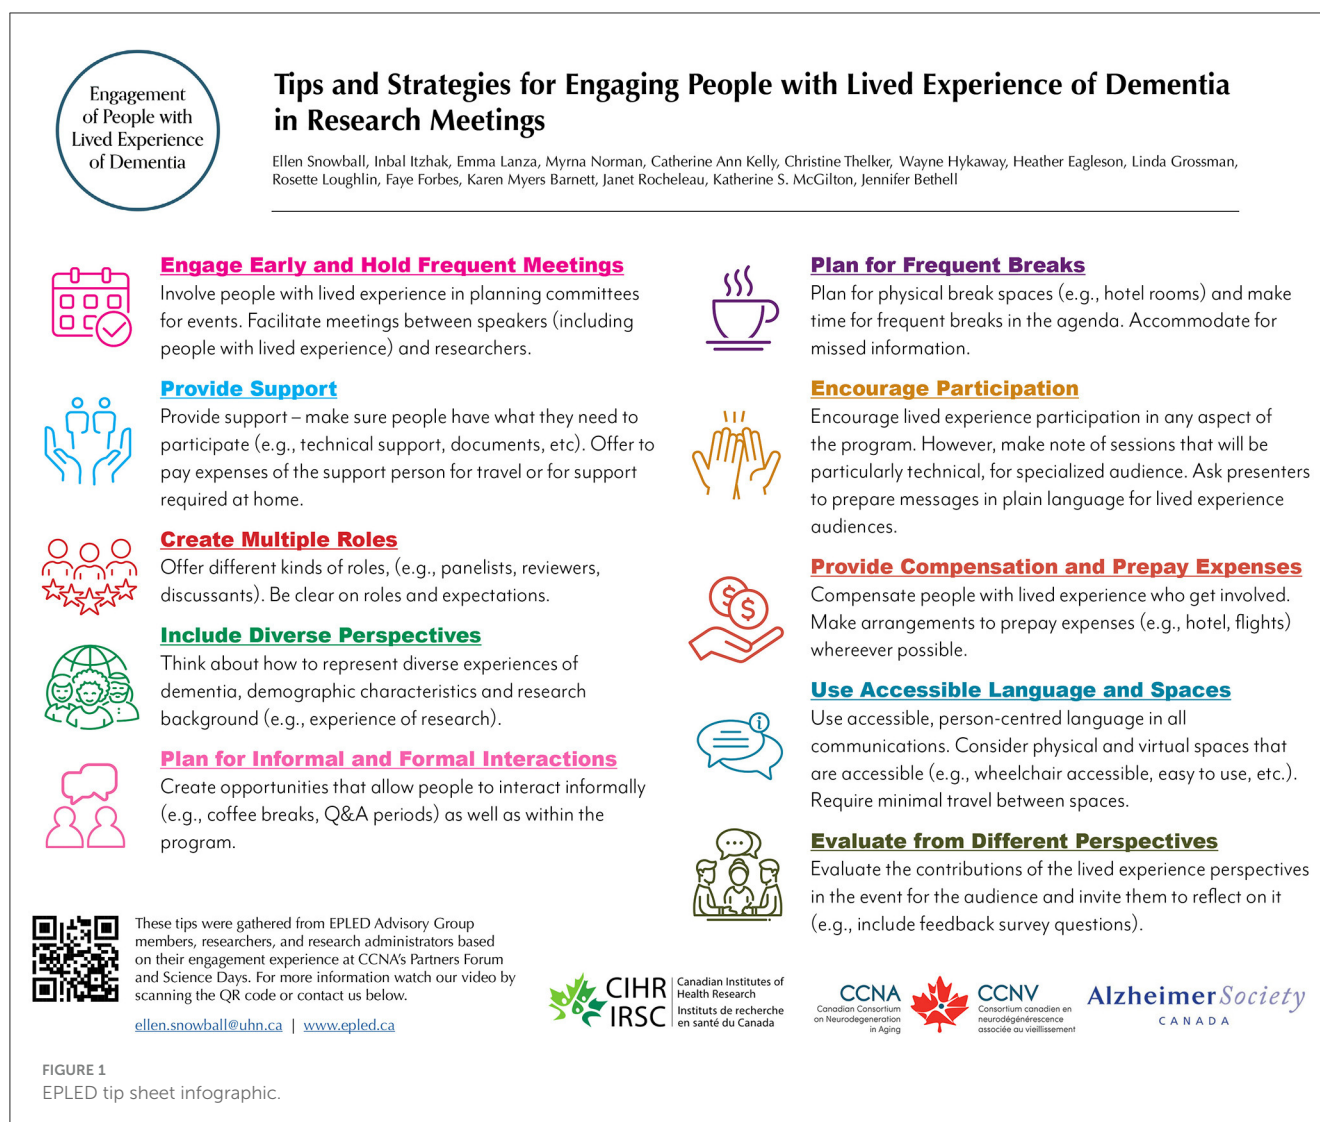 Engagement
of People with
Lived Experience
of Dementia
Tips and Strategies for Engaging People with Lived Experience of Dementia
in Research Meetings
Ellen Snowball, Inbal Itzhak, Emma Lanza, Myrna Norman, Catherine Ann Kelly, Christine Thelker, Wayne Hykaway, Heather Eagleson, Linda Grossman,
Rosette Loughlin, Faye Forbes, Karen Myers Barnett, Janet Rocheleau, Katherine S. McGilton, Jennifer Bethell
Engage Early and Hold Frequent Meetings
Involve people with lived experience in planning committees
for events. Facilitate meetings between speakers (including
people with lived experience) and researchers.
Provide Support
Provide support – make sure people have what they need to
participate (e.g., technical support, documents, etc). Offer to
pay expenses of the support person for travel or for support
required at home.
Create Multiple Roles
Offer different kinds of roles, (e.g., panelists, reviewers,
discussants). Be clear on roles and expectations.
Include Diverse Perspectives
Think about how to represent diverse experiences of
dementia, demographic characteristics and research
background (e.g., experience of research).
Plan for Informal and Formal Interactions
Create opportunities that allow people to interact informally
(e.g., coffee breaks, Q&A periods) as well as within the
program.
Plan for Frequent Breaks
Plan for physical break spaces (e.g., hotel rooms) and make
time for frequent breaks in the agenda. Accommodate for
missed information.
Encourage Participation
Encourage lived experience participation in any aspect of
the program. However, make note of sessions that will be
particularly technical, for specialized audience. Ask presenters
to prepare messages in plain language for lived experience
audiences.
Provide Compensation and Prepay Expenses
Compensate people with lived experience who get involved.
Make arrangements to prepay expenses (e.g., hotel, flights)
whereever possible.
Use Accessible Language and Spaces
Use accessible, person-centred language in all
communications. Consider physical and virtual spaces that
are accessible (e.g., wheelchair accessible, easy to use, etc.).
Require minimal travel between spaces.
Evaluate from Different Perspectives
Evaluate the contributions of the lived experience perspectives
in the event for the audience and invite them to reflect on it
(e.g., include feedback survey questions).
These tips were gathered from EPLED Advisory Group
members, researchers, and research administrators based
on their engagement experience at CCNA's Partners Forum
and Science Days. For more information watch our video by
scanning the QR code or contact us below.
ellen.snowball@uhn.ca | www.epled.ca
CIHR
IRSC
Canadian Institutes of
Health Research
Instituts de recherche
en santé du Canada
CCNA
Canadian Consortium
on Neurodegeneration
in Aging
CCNV
Consortium canadien en
neurodégénérescence
associée au vieillissement
Alzheimer Society
CANADA
FIGURE 1
EPLED tip sheet infographic.